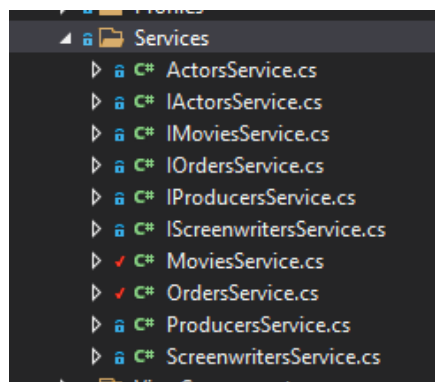 Services
C# ActorsService.cs
C# IActorsService.cs
C# IMoviesService.cs
C# IOrdersService.cs
C# IProducersService.cs
C# IScreenwritersService.cs
C# MoviesService.cs
C# OrdersService.cs
C# ProducersService.cs
C# ScreenwritersService.cs